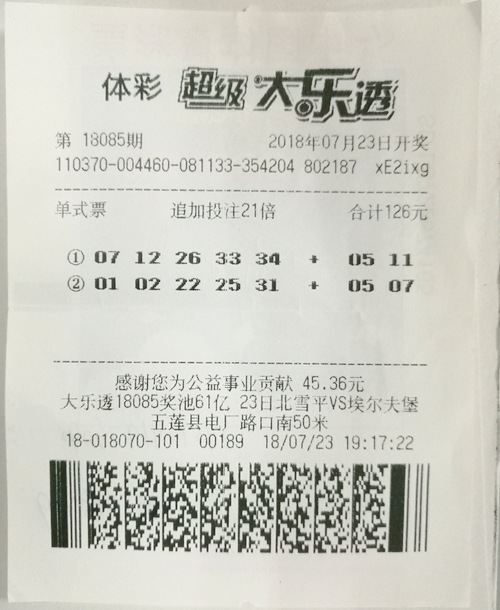 体彩 超级大乐透
第 18085期 2018年07月23日开奖
110370-004460-081133-354204 802187 xE2ixg
单式票 追加投注21倍 合计126元
① 07 12 26 33 34 + 05 11
② 01 02 22 25 31 + 05 07
感谢您为公益事业贡献 45.36元
大乐透18085奖池61亿 23日北雪平VS埃尔夫堡
五莲县电厂路口南50米
18-018070-101 00189 18/07/23 19:17:22